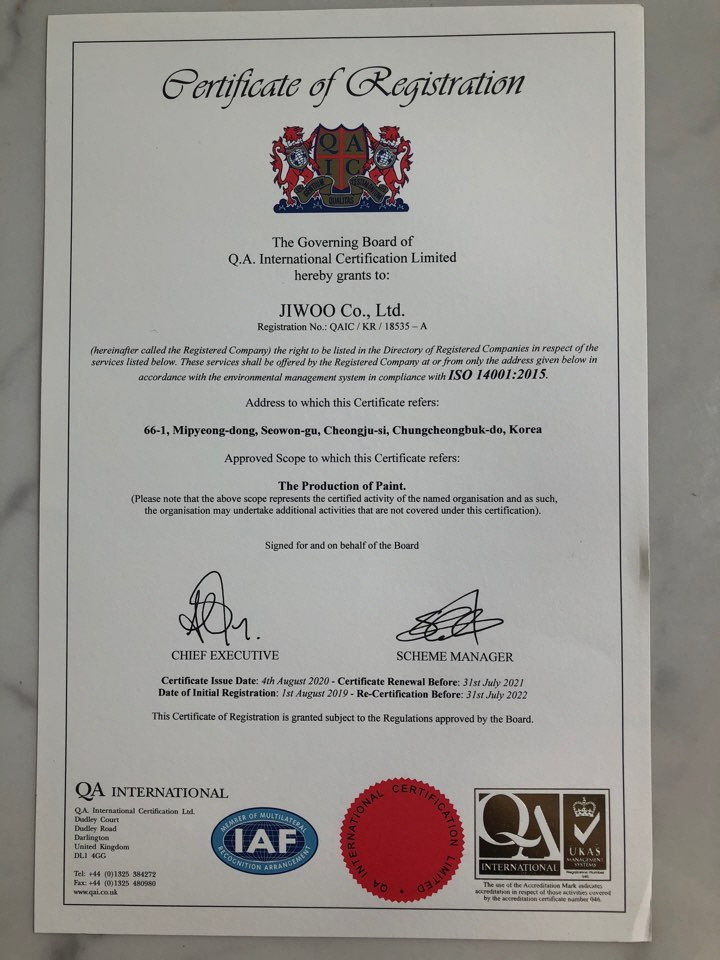 Certificate of Registration
Q A
I C
QUALITAS
The Governing Board of
Q.A. International Certification Limited
hereby grants to:
JIWOO Co., Ltd.
Registration No.: QAIC / KR / 18535 – A
(hereinafter called the Registered Company) the right to be listed in the Directory of Registered Companies in respect of the
services listed below. These services shall be offered by the Registered Company at or from only the address given below in
accordance with the environmental management system in compliance with ISO 14001:2015.
Address to which this Certificate refers:
66-1, Mipyeong-dong, Seowon-gu, Cheongju-si, Chungcheongbuk-do, Korea
Approved Scope to which this Certificate refers:
The Production of Paint.
(Please note that the above scope represents the certified activity of the named organisation and as such,
the organisation may undertake additional activities that are not covered under this certification).
Signed for and on behalf of the Board
CHIEF EXECUTIVE
SCHEME MANAGER
Certificate Issue Date: 4th August 2020 - Certificate Renewal Before: 31st July 2021
Date of Initial Registration: 1st August 2019 - Re-Certification Before: 31st July 2022
This Certificate of Registration is granted subject to the Regulations approved by the Board.
QA INTERNATIONAL
Q.A. International Certification Ltd.
Dudley Court
Dudley Road
Darlington
United Kingdom
DL1 4GG
Tel: +44 (0)1325 384272
Fax: +44 (0)1325 480980
www.qai.co.uk
MEMBER OF MULTILATERAL
IAF
RECOGNITION ARRANGEMENT
QA INTERNATIONAL CERTIFICATION LIMITED
QA
INTERNATIONAL
UKAS
MANAGEMENT
SYSTEMS
Registration Number
046
The use of the Accreditation Mark indicates
accreditation in respect of those activities covered
by the accreditation certificate number 046.